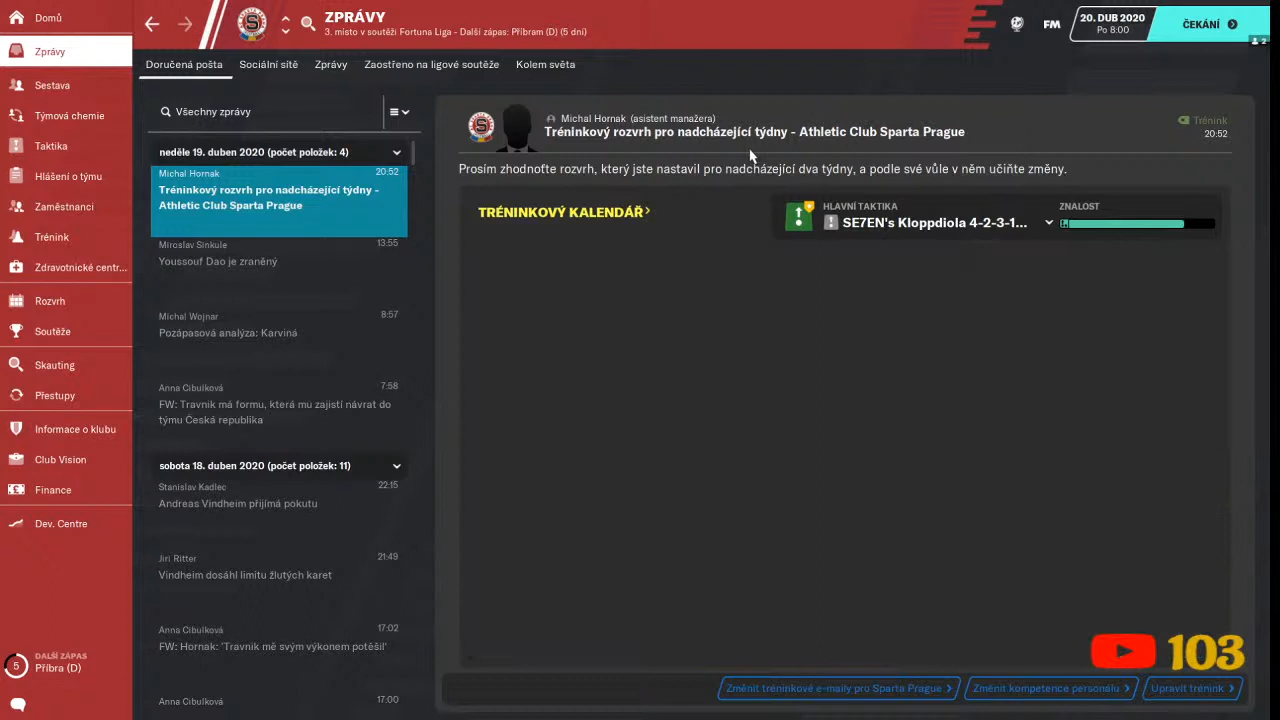 Domů
Zprávy
Sestava
Týmová chemie
Taktika
Hlášení o týmu
Zaměstnanci
Trénink
Zdravotnické centr...
Rozvrh
Soutěže
Skauting
Přestupy
Informace o klubu
Club Vision
Finance
Dev. Centre
5
DALŠÍ ZÁPAS
Příbra (D)
ZPRÁVY
3. místo v soutěži Fortuna Liga - Další zápas: Příbram (D) (5 dní)
FM
20. DUB 2020
Po 8:00
ČEKÁNÍ
2
Doručená pošta
Sociální sítě
Zprávy
Zaostřeno na ligové soutěže
Kolem světa
Všechny zprávy
neděle 19. duben 2020 (počet položek: 4)
Michal Hornak 20:52
Tréninkový rozvrh pro nadcházející týdny -
Athletic Club Sparta Prague
Miroslav Sinkule 13:55
Youssouf Dao je zraněný
Michal Wojnar 8:57
Pozápasová analýza: Karviná
Anna Cibulková 7:58
FW: Travnik má formu, která mu zajistí návrat do
týmu Česká republika
sobota 18. duben 2020 (počet položek: 11)
Stanislav Kadlec 22:15
Andreas Vindheim přijímá pokutu
Jiri Ritter 21:49
Vindheim dosáhl limitu žlutých karet
Anna Cibulková 17:02
FW: Hornak: 'Travnik mě svým výkonem potěšil'
Anna Cibulková 17:00
Michal Hornak (asistent manažera)
Tréninkový rozvrh pro nadcházející týdny - Athletic Club Sparta Prague
Trénink
20:52
Prosím zhodnoťte rozvrh, který jste nastavil pro nadcházející dva týdny, a podle své vůle v něm učiňte změny.
TRÉNINKOVÝ KALENDÁŘ
HLAVNÍ TAKTIKA
SE7EN's Kloppdiola 4-2-3-1...
ZNALOST
103
Změnit tréninkové e-maily pro Sparta Prague
Změnit kompetence personálu
Upravit trénink